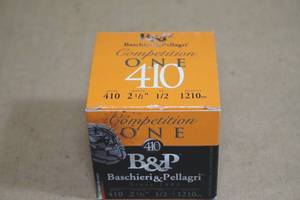 B&P
Baschieri & Pellagri
Competition
ONE
410
410 2 ½" 1/2 1210
Competition
ONE
410
B&P
Baschieri & Pellagri
410 2 ½" 1/2 1210